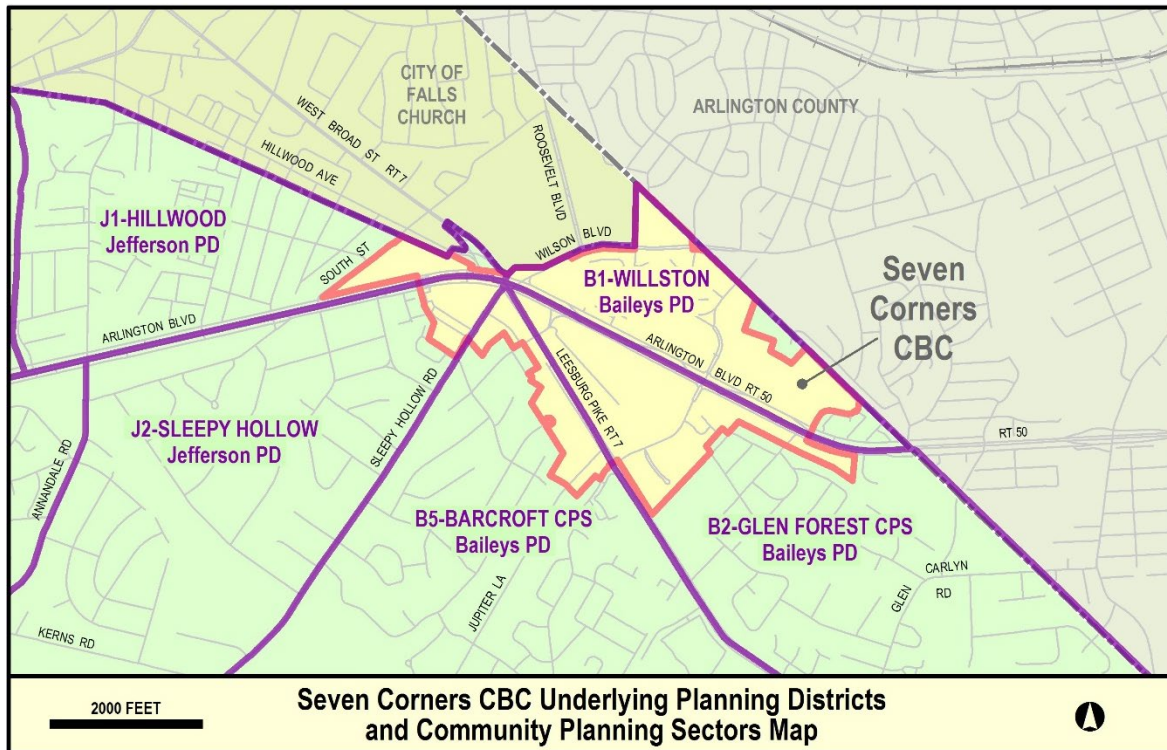 CITY OF
FALLS
CHURCH
ARLINGTON COUNTY
WEST BROAD ST  RT 7
ROOSEVELT BLVD
HILLWOOD AVE
J1-HILLWOOD
Jefferson PD
SOUTH ST
WILSON BLVD
B1-WILLSTON
Baileys PD
Seven
Corners
CBC
ARLINGTON BLVD
ARLINGTON BLVD RT 50
LEESBURG PIKE RT 7
SLEEPY HOLLOW RD
J2-SLEEPY HOLLOW
Jefferson PD
RT 50
ANNANDALE RD
B5-BARCROFT CPS
Baileys PD
B2-GLEN FOREST CPS
Baileys PD
JUPITER LA
GLEN
CARLYN
RD
KERNS RD
2000 FEET
Seven Corners CBC Underlying Planning Districts
and Community Planning Sectors Map